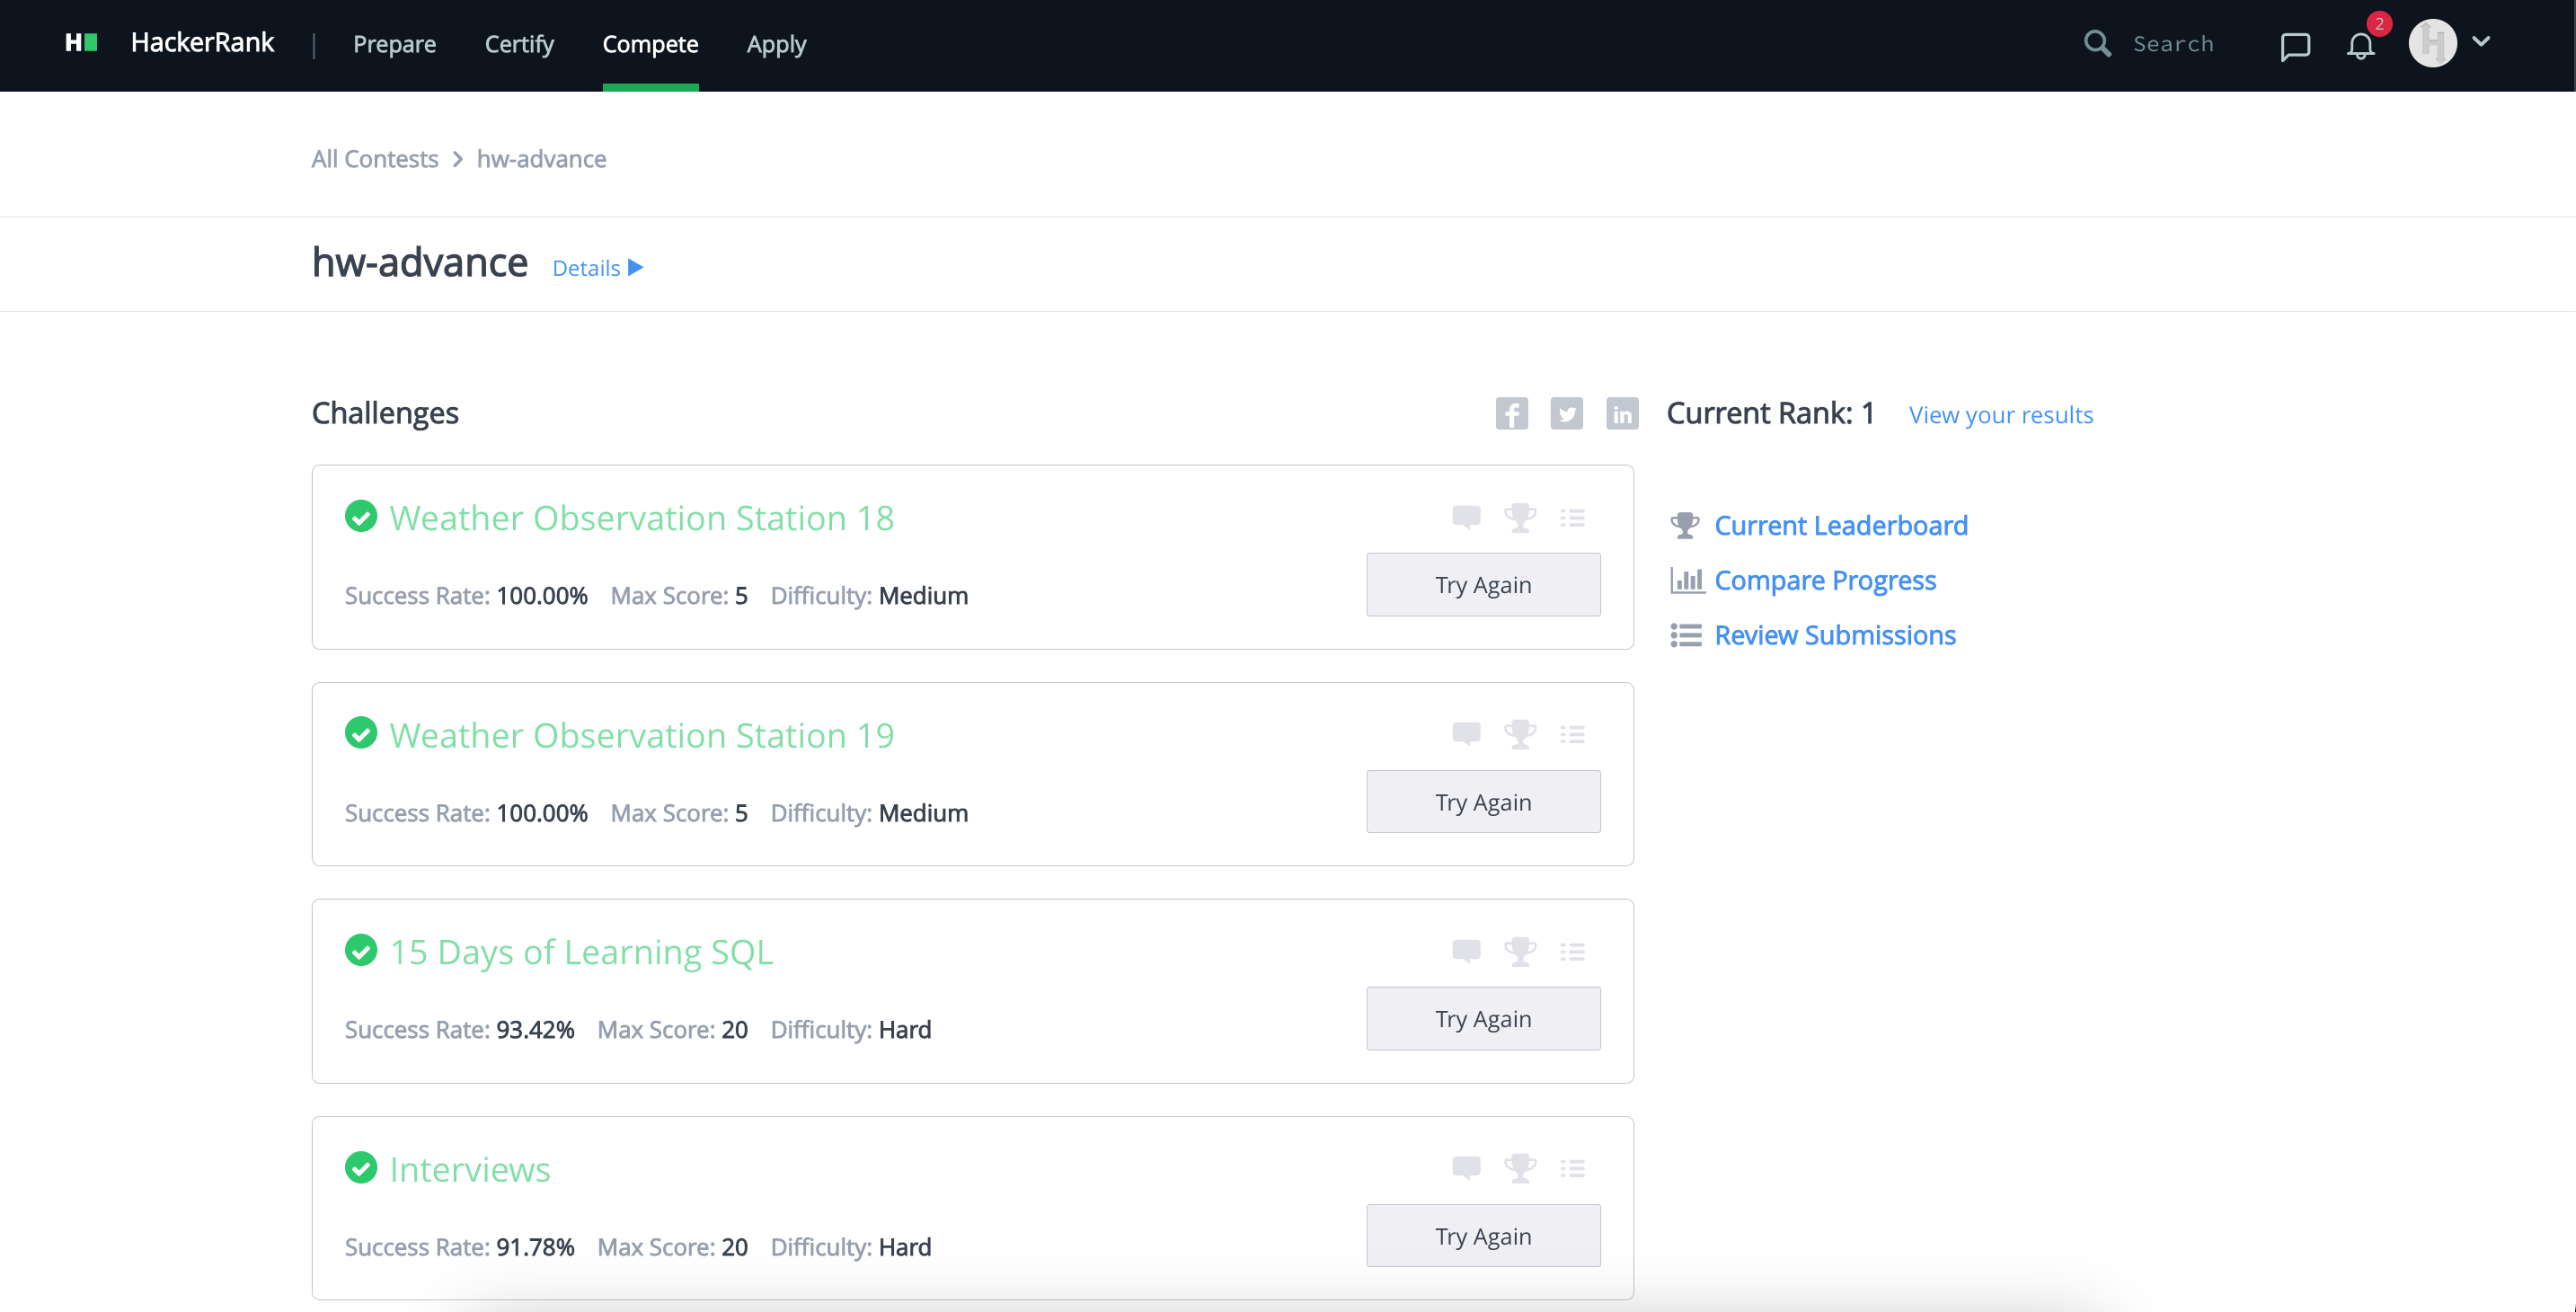 HackerRank | Prepare Certify Compete Apply Search 2
All Contests > hw-advance
hw-advance Details
Challenges
Current Rank: 1 View your results
Weather Observation Station 18
Success Rate: 100.00% Max Score: 5 Difficulty: Medium
Try Again
Current Leaderboard
Compare Progress
Review Submissions
Weather Observation Station 19
Success Rate: 100.00% Max Score: 5 Difficulty: Medium
Try Again
15 Days of Learning SQL
Success Rate: 93.42% Max Score: 20 Difficulty: Hard
Try Again
Interviews
Success Rate: 91.78% Max Score: 20 Difficulty: Hard
Try Again